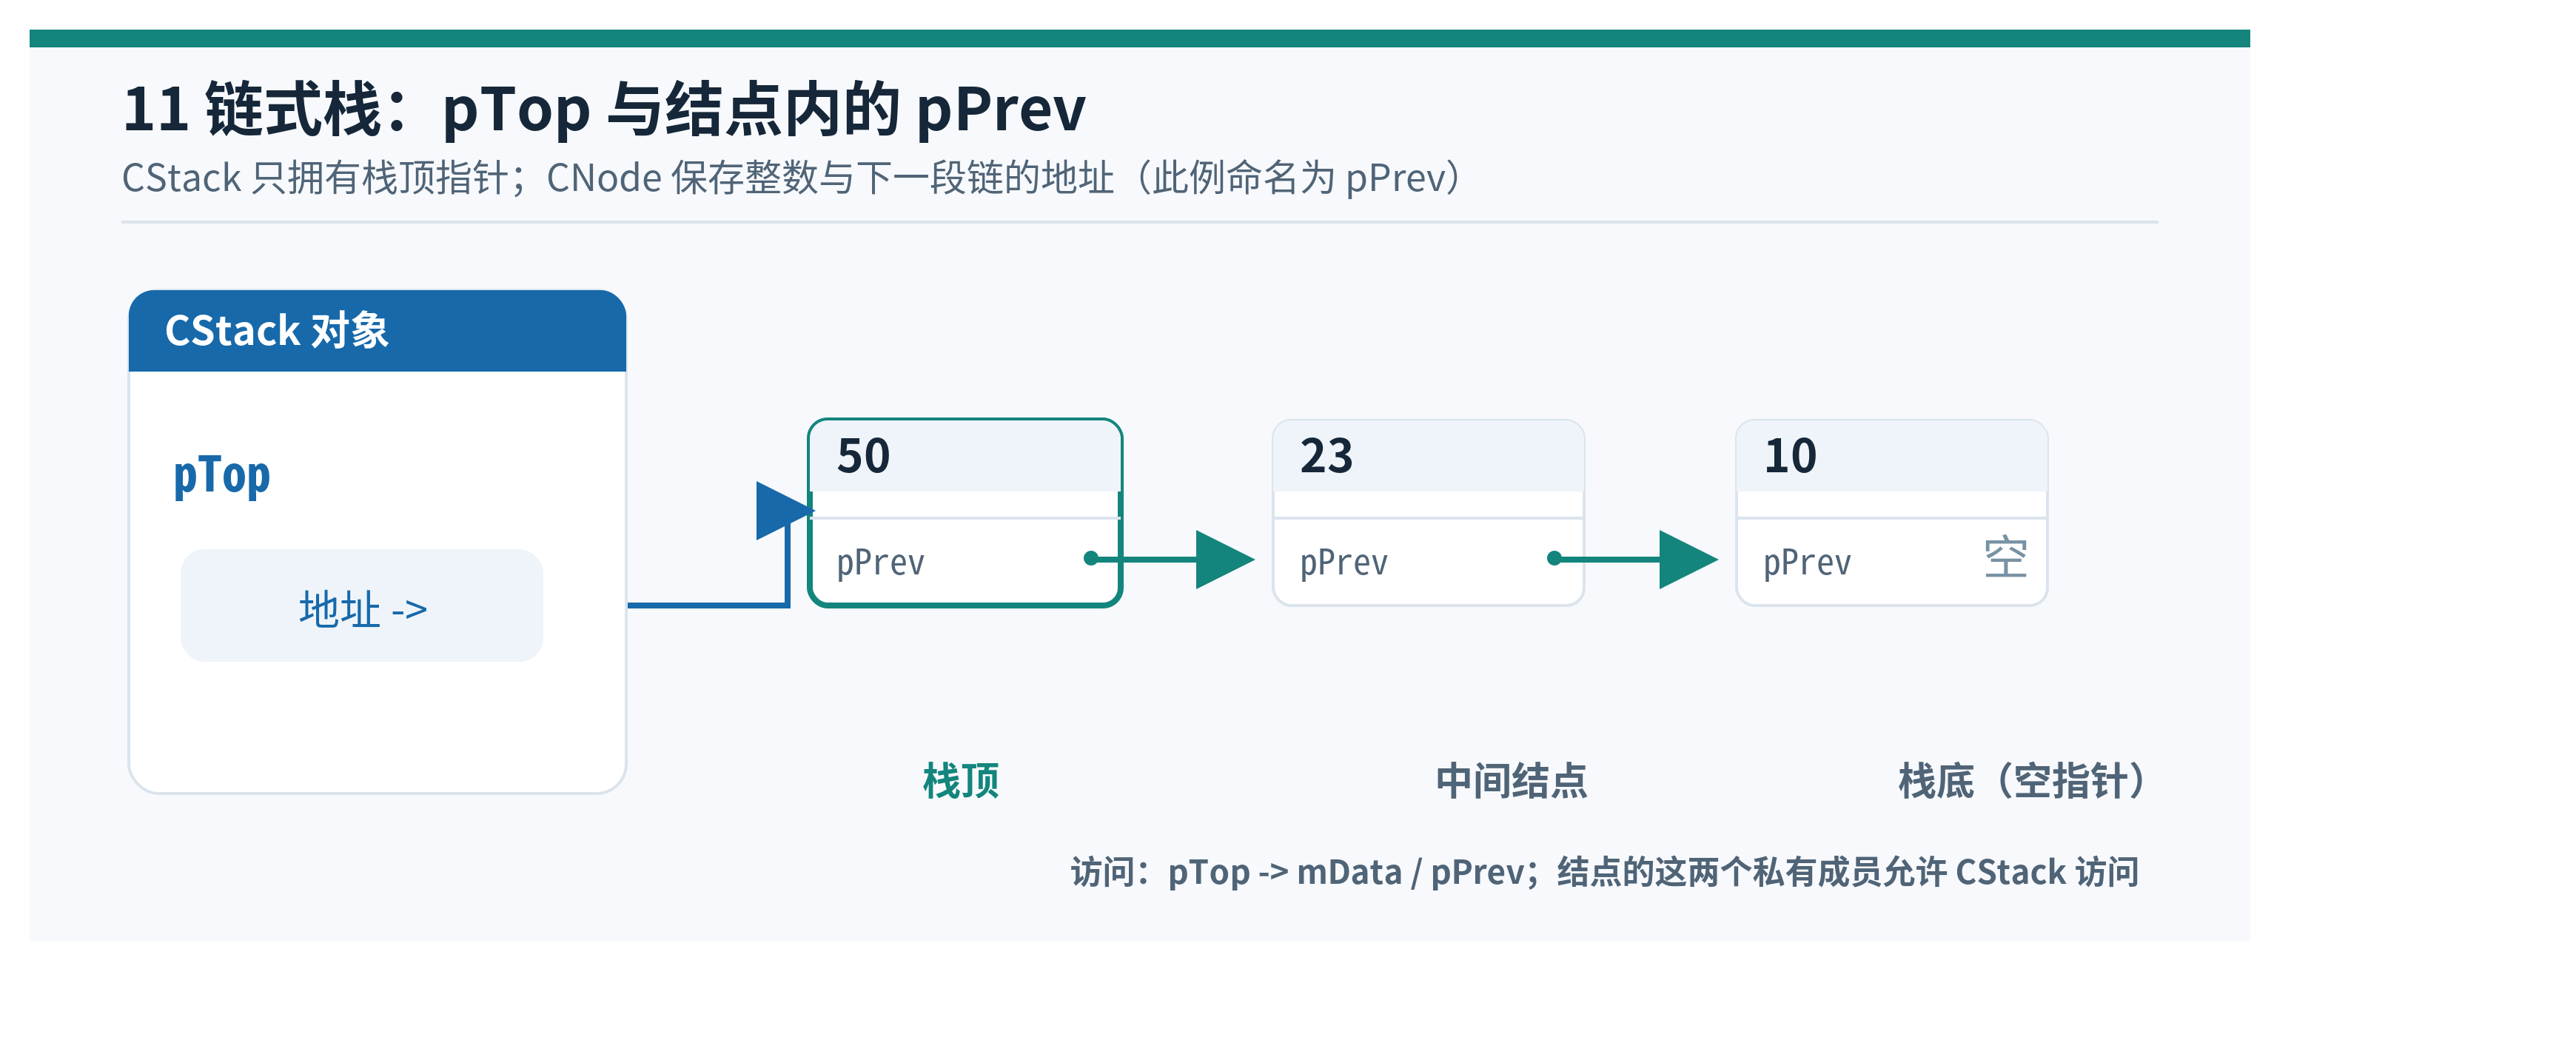 11 链式栈：pTop 与结点内的 pPrev
CStack 只拥有栈顶指针；CNode 保存整数与下一段链的地址（此例命名为 pPrev）
CStack 对象
pTop
地址 ->
50
pPrev
23
pPrev
10
pPrev
空
栈顶
中间结点
栈底（空指针）
访问：pTop -> mData / pPrev；结点的这两个私有成员允许 CStack 访问